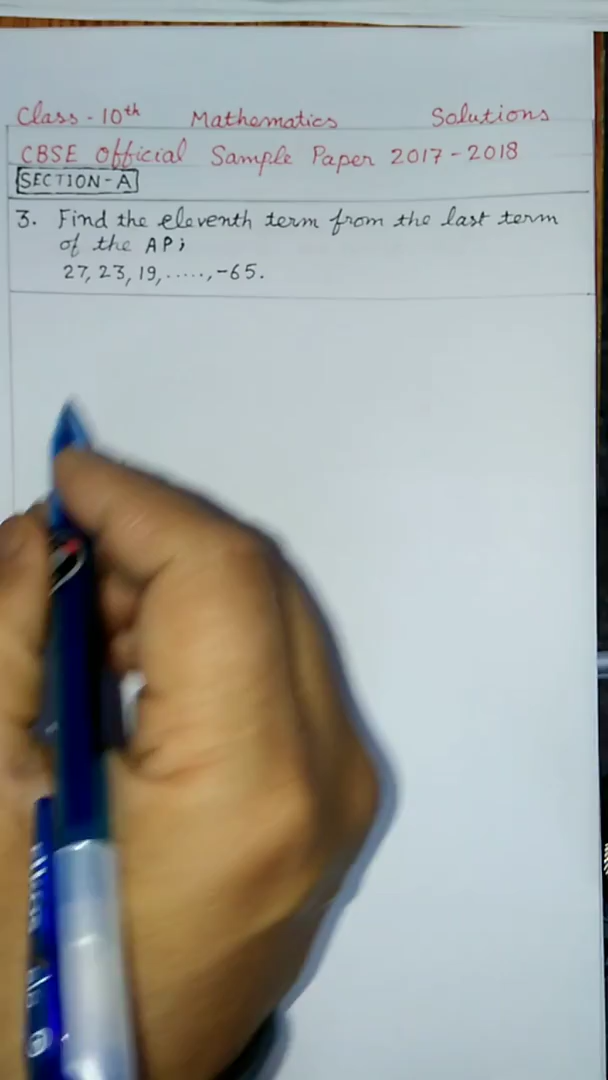 Class-10th Mathematics Solutions
CBSE Official Sample Paper 2017-2018
SECTION-A
3. Find the eleventh term from the last term
of the AP;
27, 23, 19, ....., -65.